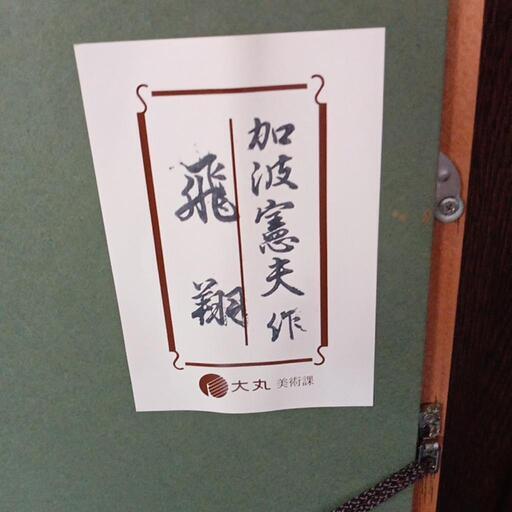 加波憲夫作
飛翔
大丸 美術課